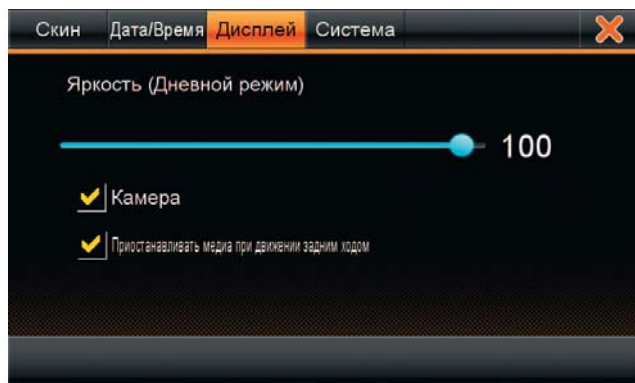 Скин Дата/Время Дисплей Система
Яркость (Дневной режим)
100
Камера
Приостанавливать медиа при движении задним ходом